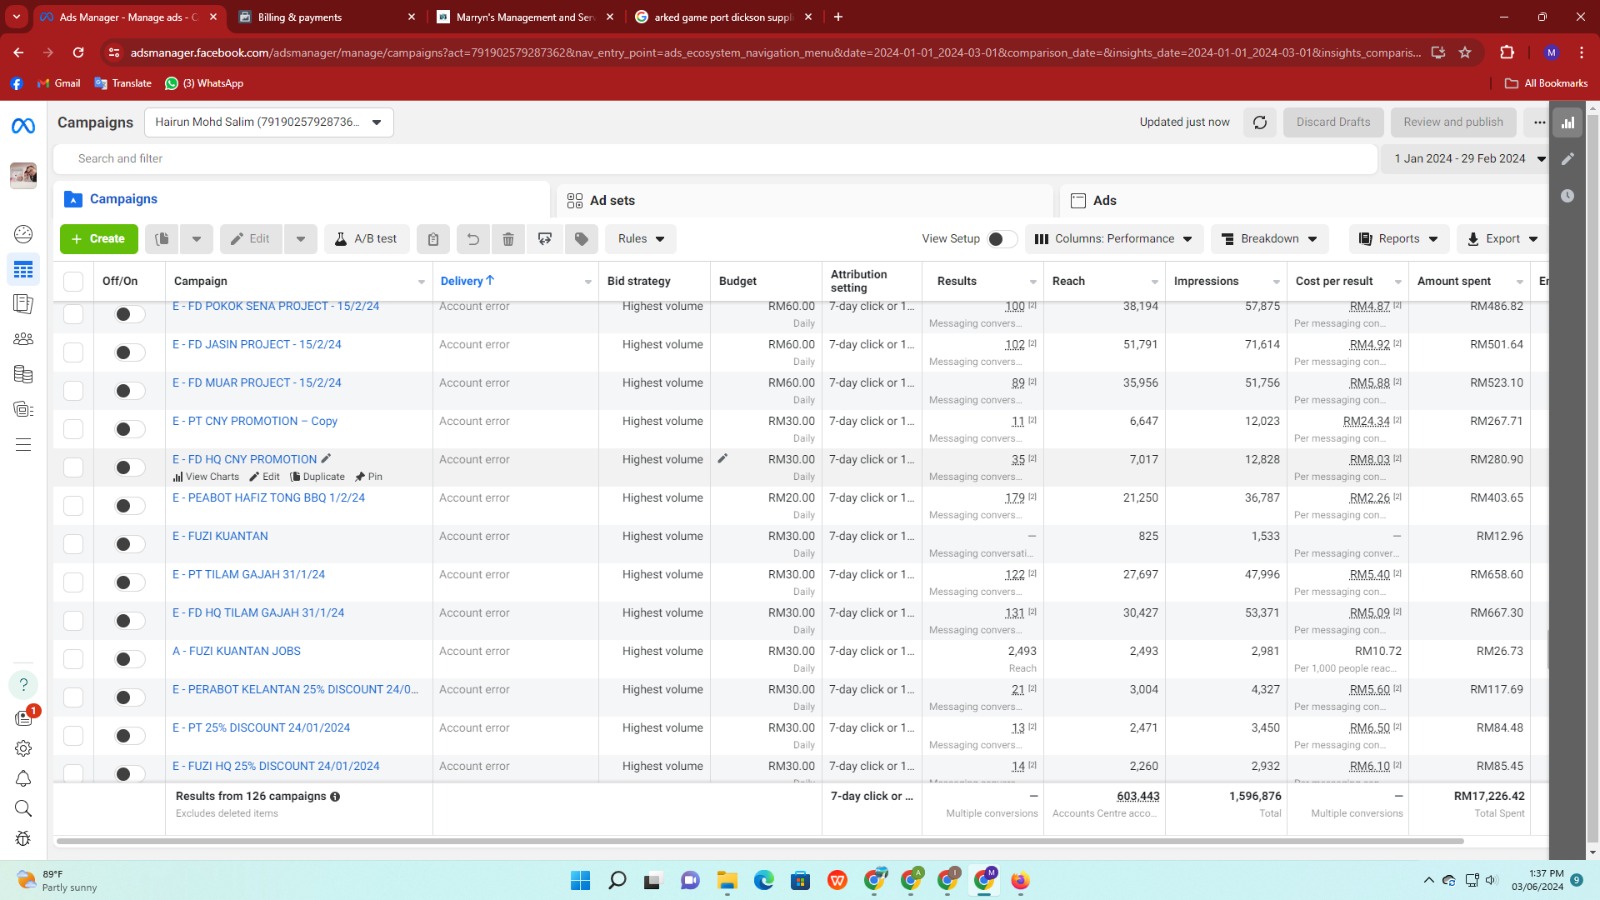 Ads Manager - Manage ads - C
Billing & payments
Marryn's Management and Ser
arked game port dickson suppli
adsmanager.facebook.com/adsmanager/manage/campaigns?act=791902579287362&nav_entry_point=ads_ecosystem_navigation_menu&date=2024-01-01_2024-03-01&comparison_date=&insights_date=2024-01-01_2024-03-01&insights_comparis...
M
Gmail
Translate
(3) WhatsApp
All Bookmarks
Campaigns
Hairun Mohd Salim (79190257928736...
Updated just now
Discard Drafts
Review and publish
Search and filter
1 Jan 2024 - 29 Feb 2024
Campaigns
Ad sets
Ads
+ Create
Edit
A/B test
Rules
View Setup
Columns: Performance
Breakdown
Reports
Export
Off/On Campaign Delivery ↑ Bid strategy Budget Attribution setting Results Reach Impressions Cost per result Amount spent Er
E - FD POKOK SENA PROJECT - 15/2/24 Account error Highest volume RM60.00 7-day click or 1... 100 [2] 38,194 57,875 RM4.87 [2] RM486.82
Daily Messaging convers... Per messaging con...
E - FD JASIN PROJECT - 15/2/24 Account error Highest volume RM60.00 7-day click or 1... 102 [2] 51,791 71,614 RM4.92 [2] RM501.64
Daily Messaging convers... Per messaging con...
E - FD MUAR PROJECT - 15/2/24 Account error Highest volume RM60.00 7-day click or 1... 89 [2] 35,956 51,756 RM5.88 [2] RM523.10
Daily Messaging convers... Per messaging con...
E - PT CNY PROMOTION – Copy Account error Highest volume RM30.00 7-day click or 1... 11 [2] 6,647 12,023 RM24.34 [2] RM267.71
Daily Messaging convers... Per messaging con...
E - FD HQ CNY PROMOTION Account error Highest volume RM30.00 7-day click or 1... 35 [2] 7,017 12,828 RM8.03 [2] RM280.90
View Charts Edit Duplicate Pin Daily Messaging convers... Per messaging con...
E - PEABOT HAFIZ TONG BBQ 1/2/24 Account error Highest volume RM20.00 7-day click or 1... 179 [2] 21,250 36,787 RM2.26 [2] RM403.65
Daily Messaging convers... Per messaging con...
E - FUZI KUANTAN Account error Highest volume RM30.00 7-day click or 1... — 825 1,533 — RM12.96
Daily Messaging conversati... Per messaging conver...
E - PT TILAM GAJAH 31/1/24 Account error Highest volume RM30.00 7-day click or 1... 122 [2] 27,697 47,996 RM5.40 [2] RM658.60
Daily Messaging convers... Per messaging con...
E - FD HQ TILAM GAJAH 31/1/24 Account error Highest volume RM30.00 7-day click or 1... 131 [2] 30,427 53,371 RM5.09 [2] RM667.30
Daily Messaging convers... Per messaging con...
A - FUZI KUANTAN JOBS Account error Highest volume RM30.00 7-day click or 1... 2,493 2,493 2,981 RM10.72 RM26.73
Daily Reach Per 1,000 people reac...
E - PERABOT KELANTAN 25% DISCOUNT 24/0... Account error Highest volume RM30.00 7-day click or 1... 21 [2] 3,004 4,327 RM5.60 [2] RM117.69
Daily Messaging convers... Per messaging con...
E - PT 25% DISCOUNT 24/01/2024 Account error Highest volume RM30.00 7-day click or 1... 13 [2] 2,471 3,450 RM6.50 [2] RM84.48
Daily Messaging convers... Per messaging con...
E - FUZI HQ 25% DISCOUNT 24/01/2024 Account error Highest volume RM30.00 7-day click or 1... 14 [2] 2,260 2,932 RM6.10 [2] RM85.45
Results from 126 campaigns 7-day click or ... — 603,443 1,596,876 — RM17,226.42
Excludes deleted items Multiple conversions Accounts Centre acco... Total Multiple conversions Total Spent
1
89°F
Partly sunny
A
I
M
1:37 PM
03/06/2024
9